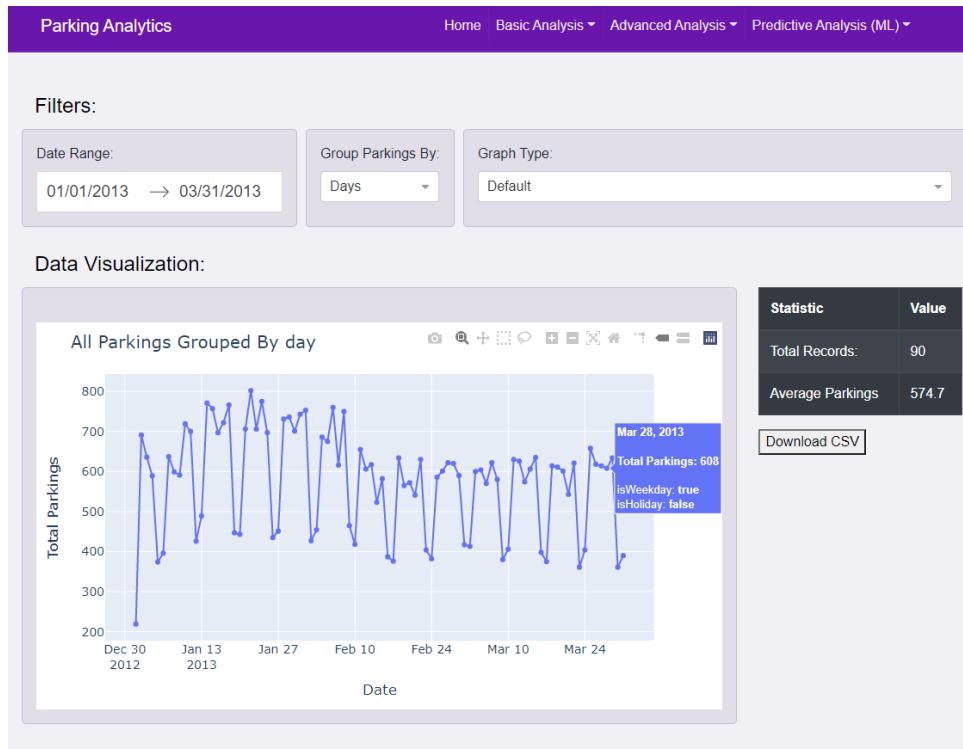 Parking Analytics
Home Basic Analysis Advanced Analysis Predictive Analysis (ML)
Filters:
Date Range:
01/01/2013 → 03/31/2013
Group Parkings By:
Days
Graph Type:
Default
Data Visualization:
All Parkings Grouped By day
Total Parkings
800
700
600
500
400
300
200
Mar 28, 2013
Total Parkings: 608
isWeekday: true
isHoliday: false
Dec 30 Jan 13 Jan 27 Feb 10 Feb 24 Mar 10 Mar 24
2012 2013
Date
Statistic Value
Total Records: 90
Average Parkings 574.7
Download CSV